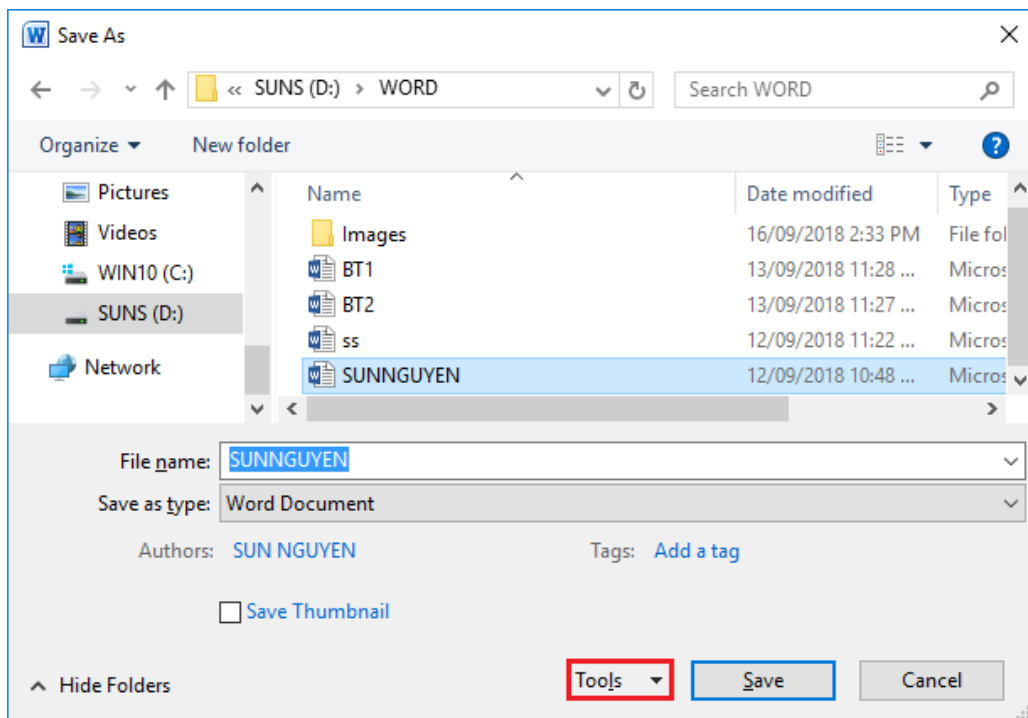 Save As
« SUNS (D:) › WORD
Search WORD
Organize New folder
Pictures
Videos
WIN10 (C:)
SUNS (D:)
Network
Name Date modified Type
Images 16/09/2018 2:33 PM File fol
BT1 13/09/2018 11:28 ... Micros
BT2 13/09/2018 11:27 ... Micros
ss 12/09/2018 11:22 ... Micros
SUNNGUYEN 12/09/2018 10:48 ... Micros
File name: SUNNGUYEN
Save as type: Word Document
Authors: SUN NGUYEN Tags: Add a tag
Save Thumbnail
Hide Folders Tools Save Cancel